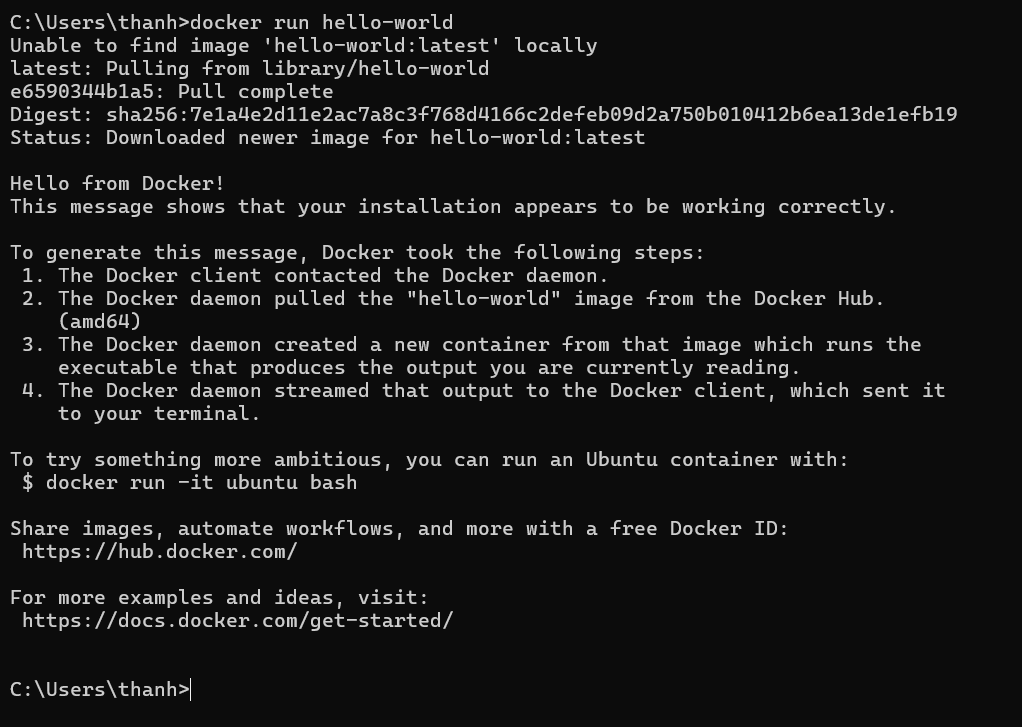 C:\Users\thanh>docker run hello-world
Unable to find image 'hello-world:latest' locally
latest: Pulling from library/hello-world
e6590344b1a5: Pull complete
Digest: sha256:7e1a4e2d11e2ac7a8c3f768d4166c2defeb09d2a750b010412b6ea13de1efb19
Status: Downloaded newer image for hello-world:latest

Hello from Docker!
This message shows that your installation appears to be working correctly.

To generate this message, Docker took the following steps:
 1. The Docker client contacted the Docker daemon.
 2. The Docker daemon pulled the "hello-world" image from the Docker Hub.
    (amd64)
 3. The Docker daemon created a new container from that image which runs the
    executable that produces the output you are currently reading.
 4. The Docker daemon streamed that output to the Docker client, which sent it
    to your terminal.

To try something more ambitious, you can run an Ubuntu container with:
 $ docker run -it ubuntu bash

Share images, automate workflows, and more with a free Docker ID:
 https://hub.docker.com/

For more examples and ideas, visit:
 https://docs.docker.com/get-started/

C:\Users\thanh>